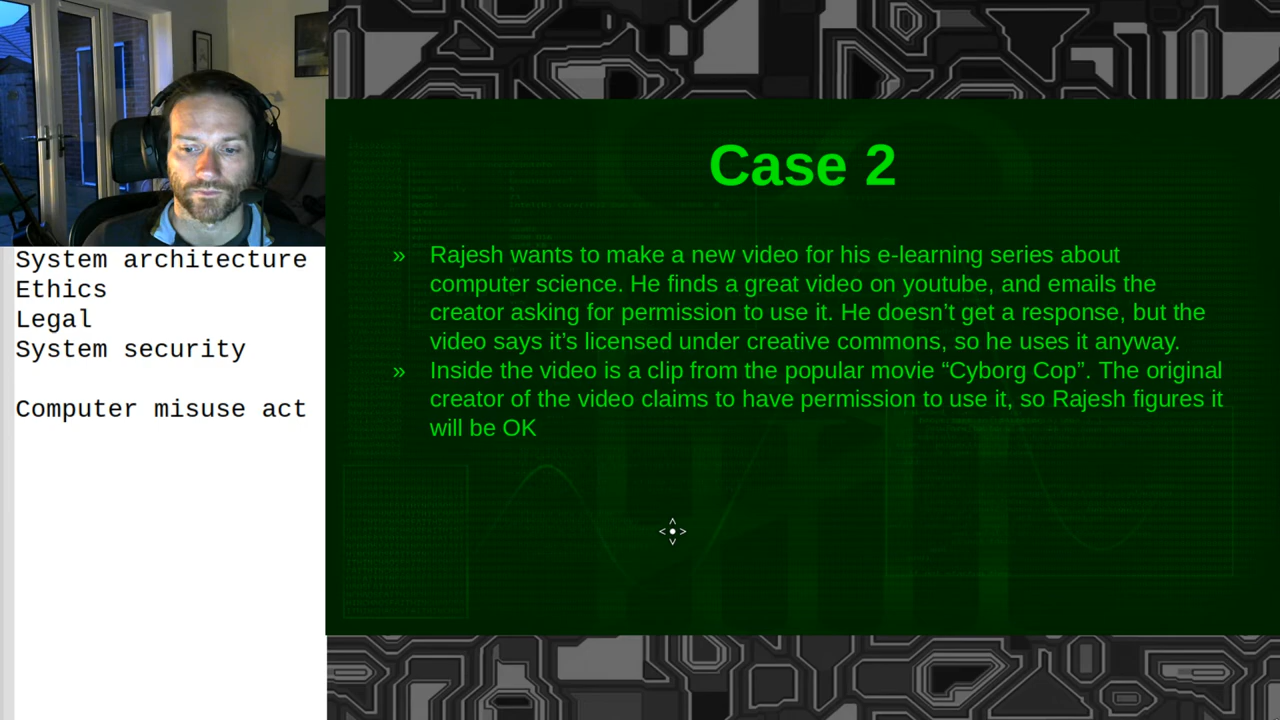 System architecture
Ethics
Legal
System security
Computer misuse act
Case 2
» Rajesh wants to make a new video for his e-learning series about
computer science. He finds a great video on youtube, and emails the
creator asking for permission to use it. He doesn’t get a response, but the
video says it’s licensed under creative commons, so he uses it anyway.
» Inside the video is a clip from the popular movie “Cyborg Cop”. The original
creator of the video claims to have permission to use it, so Rajesh figures it
will be OK